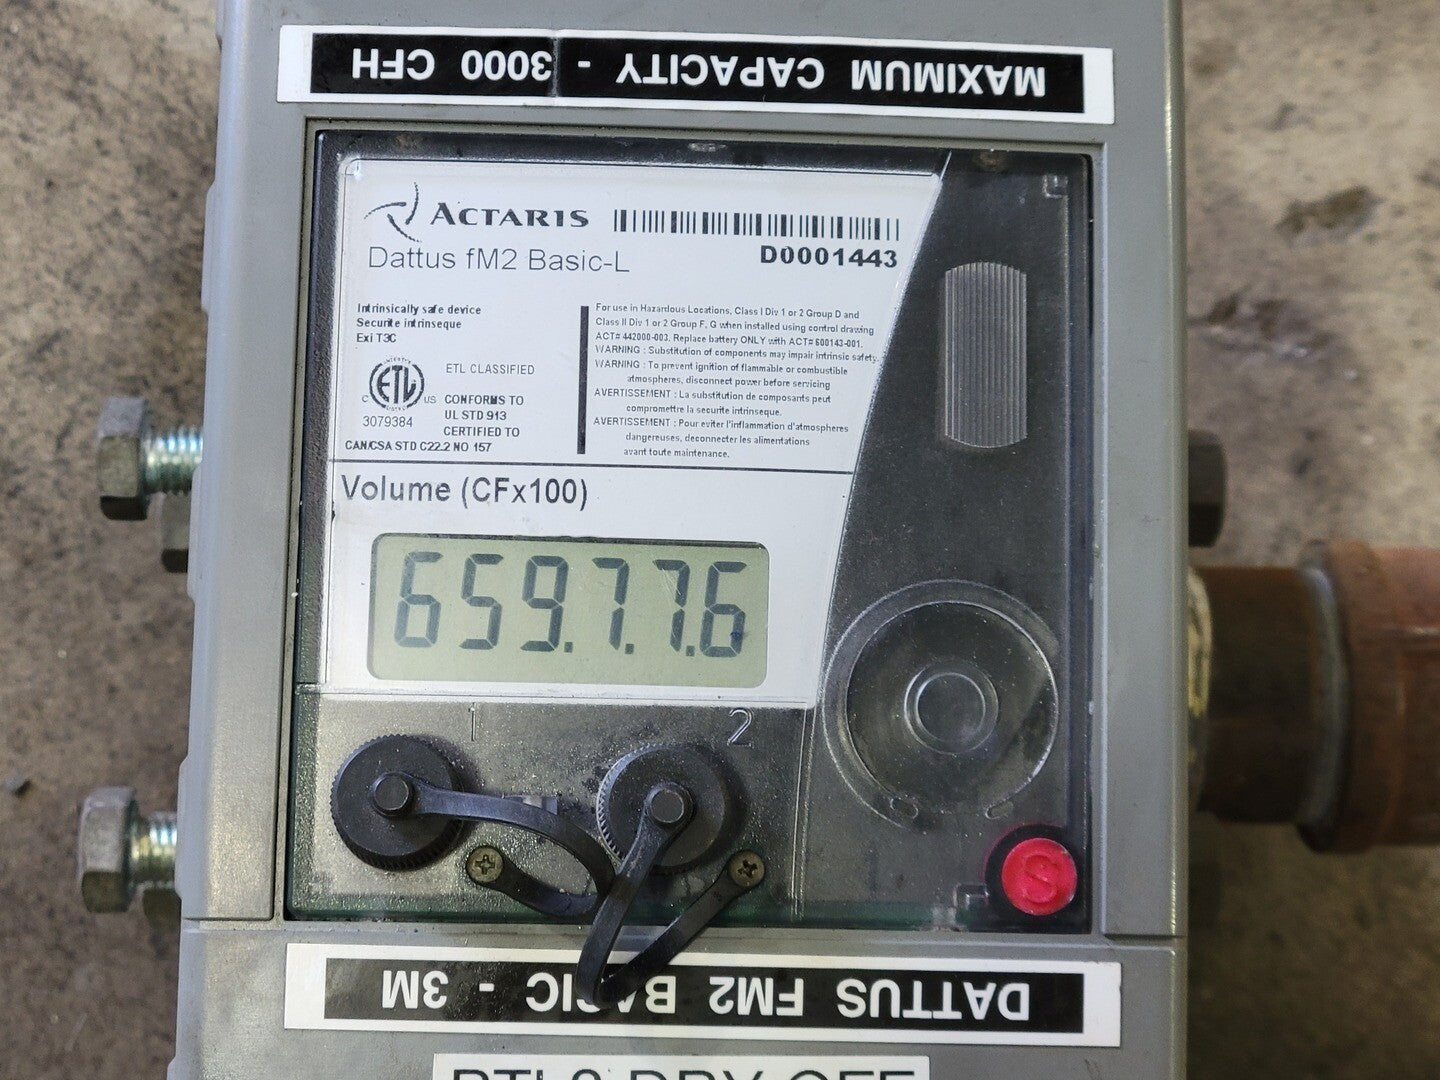 MAXIMUM CAPACITY - 3000 CFH
ACTARIS
D0001443
Dattus fM2 Basic-L
Intrinsically safe device
Securite intrinseque
Exi T3C
INTERTEK
ETL
LISTED
C US
3079384
ETL CLASSIFIED
CONFORMS TO
UL STD 913
CERTIFIED TO
CAN/CSA STD C22.2 NO 157
For use in Hazardous Locations, Class I Div 1 or 2 Group D and
Class II Div 1 or 2 Group F, G when installed using control drawing
ACT# 442000-003. Replace battery ONLY with ACT# 600143-001.
WARNING : Substitution of components may impair intrinsic safety.
WARNING : To prevent ignition of flammable or combustible
atmospheres, disconnect power before servicing
AVERTISSEMENT : La substitution de composants peut
compromettre la securite intrinseque.
AVERTISSEMENT : Pour eviter l'inflammation d'atmospheres
dangereuses, deconnecter les alimentations
avant toute maintenance.
Volume (CFx100)
659.7.7.6
1 2
S
DATTUS FM2 BASIC - 3M